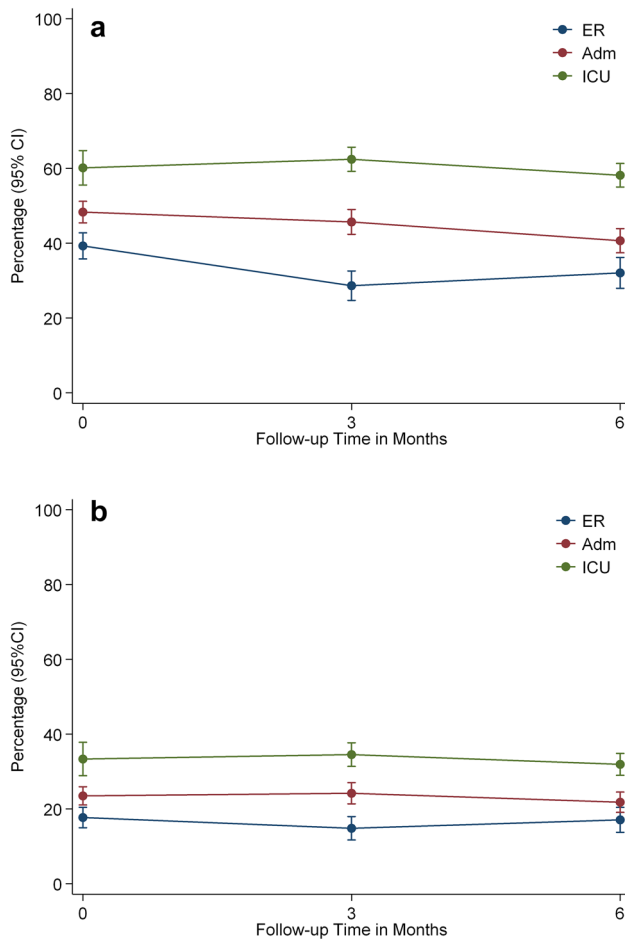 a
ER
Adm
ICU
100
80
60
40
20
0
Percentage (95% CI)
0 3 6
Follow-up Time in Months
b
ER
Adm
ICU
100
80
60
40
20
0
Percentage (95%CI)
0 3 6
Follow-up Time in Months